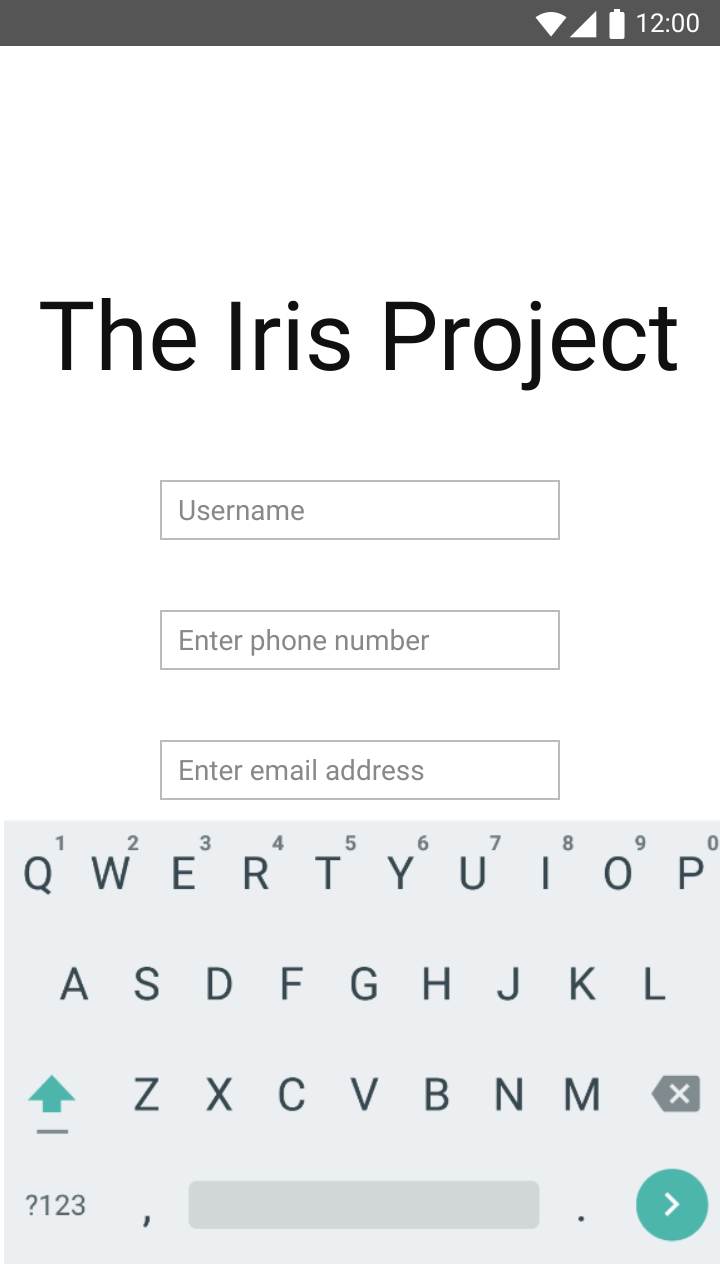 12:00
The Iris Project
Username
Enter phone number
Enter email address
1 2 3 4 5 6 7 8 9 0
Q W E R T Y U I O P
A S D F G H J K L
Z X C V B N M
?123 , .